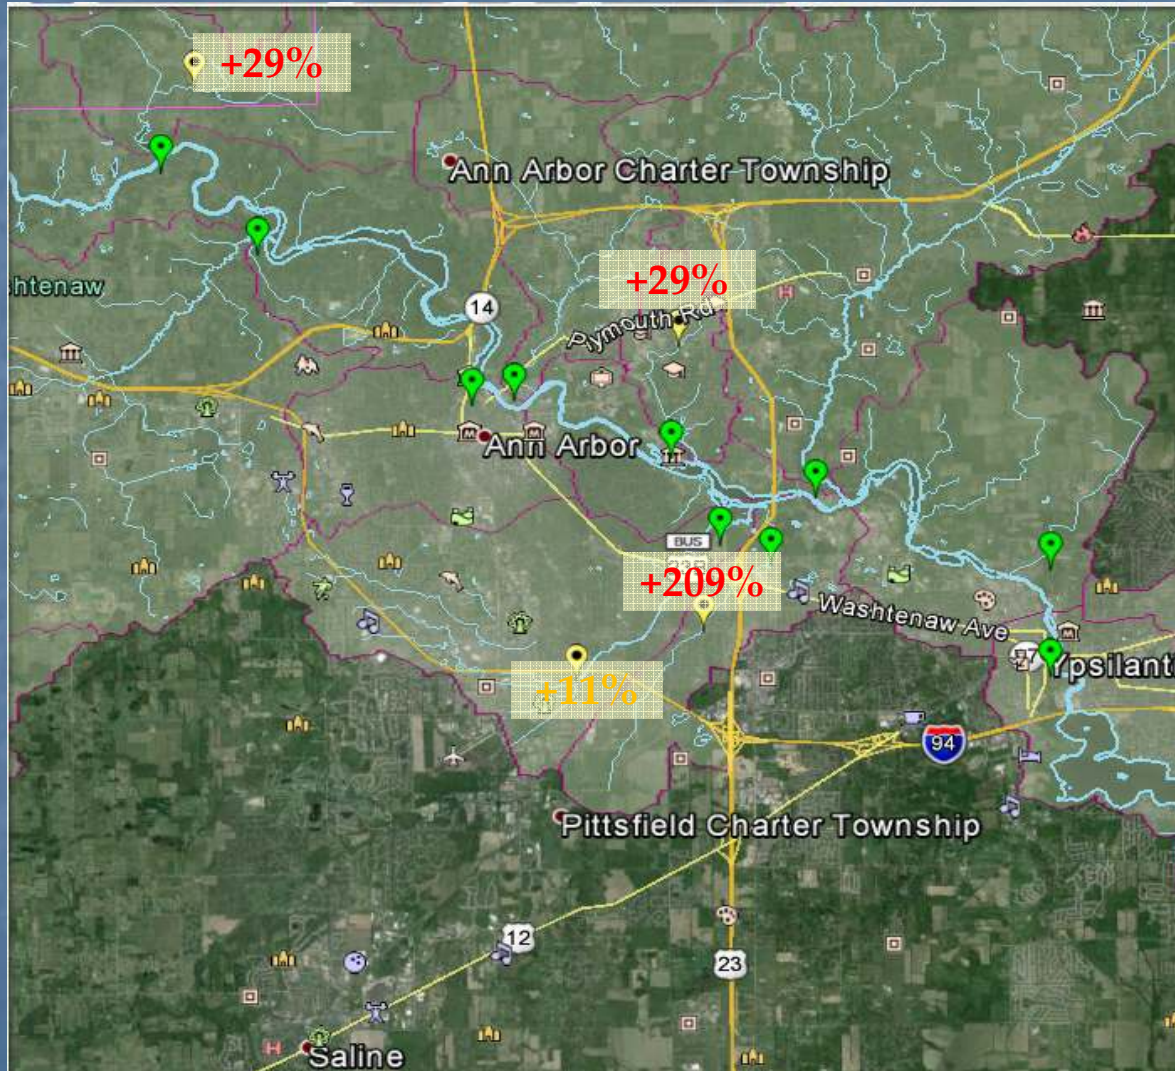 +29%
Ann Arbor Charter Township
+29%
htenaw
14
Plymouth Rd
Ann Arbor
BUS
+209%
Washtenaw Ave
Ypsilant
+11%
94
Pittsfield Charter Township
12
23
Saline